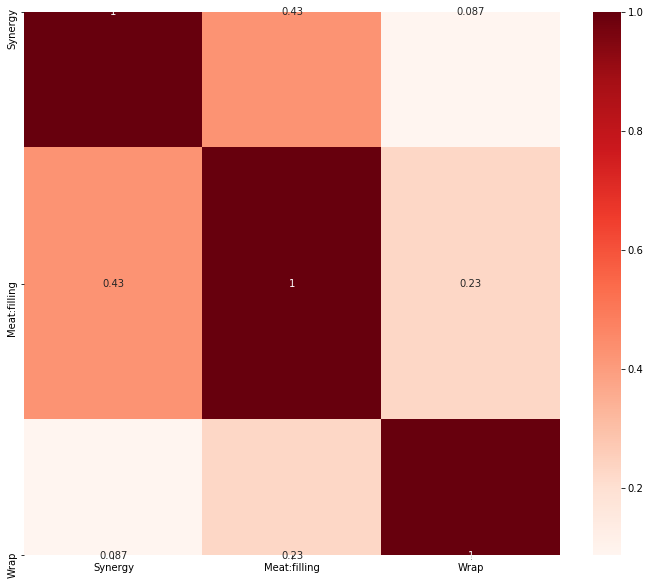 Synergy 1 0.43 0.087 1.0
0.8
Meat:filling 0.43 1 0.23
0.6
0.4
0.2
Wrap 0.087 0.23 1
Synergy Meat:filling Wrap